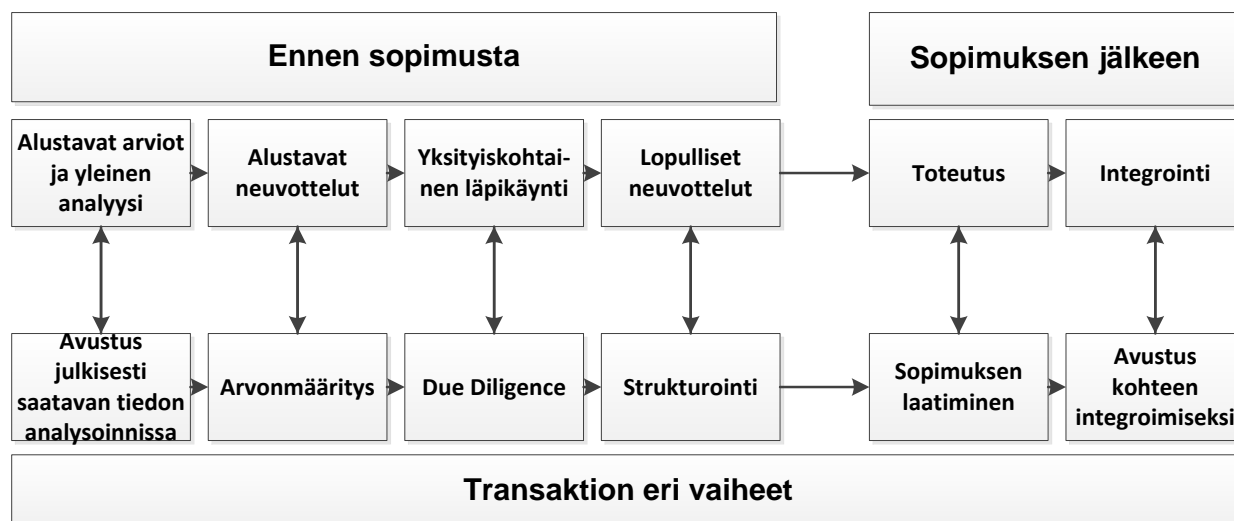 Ennen sopimusta
Sopimuksen jälkeen
Alustavat arviot
ja yleinen
analyysi
Alustavat
neuvottelut
Yksityiskohtai-
nen läpikäynti
Lopulliset
neuvottelut
Toteutus
Integrointi
Avustus
julkisesti
saatavan tiedon
analysoinnissa
Arvonmääritys
Due Diligence
Strukturointi
Sopimuksen
laatiminen
Avustus
kohteen
integroimiseksi
Transaktion eri vaiheet